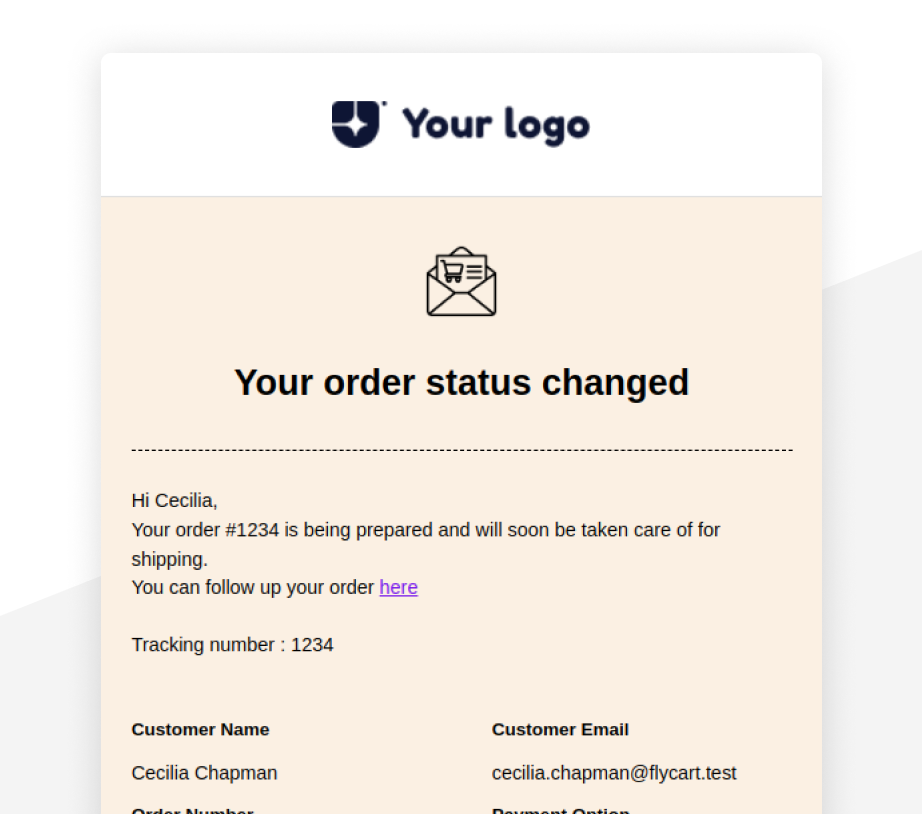 Your logo
Your order status changed
Hi Cecilia,
Your order #1234 is being prepared and will soon be taken care of for
shipping.
You can follow up your order here
Tracking number : 1234
Customer Name
Customer Email
Cecilia Chapman
cecilia.chapman@flycart.test
Order Number
Payment Option